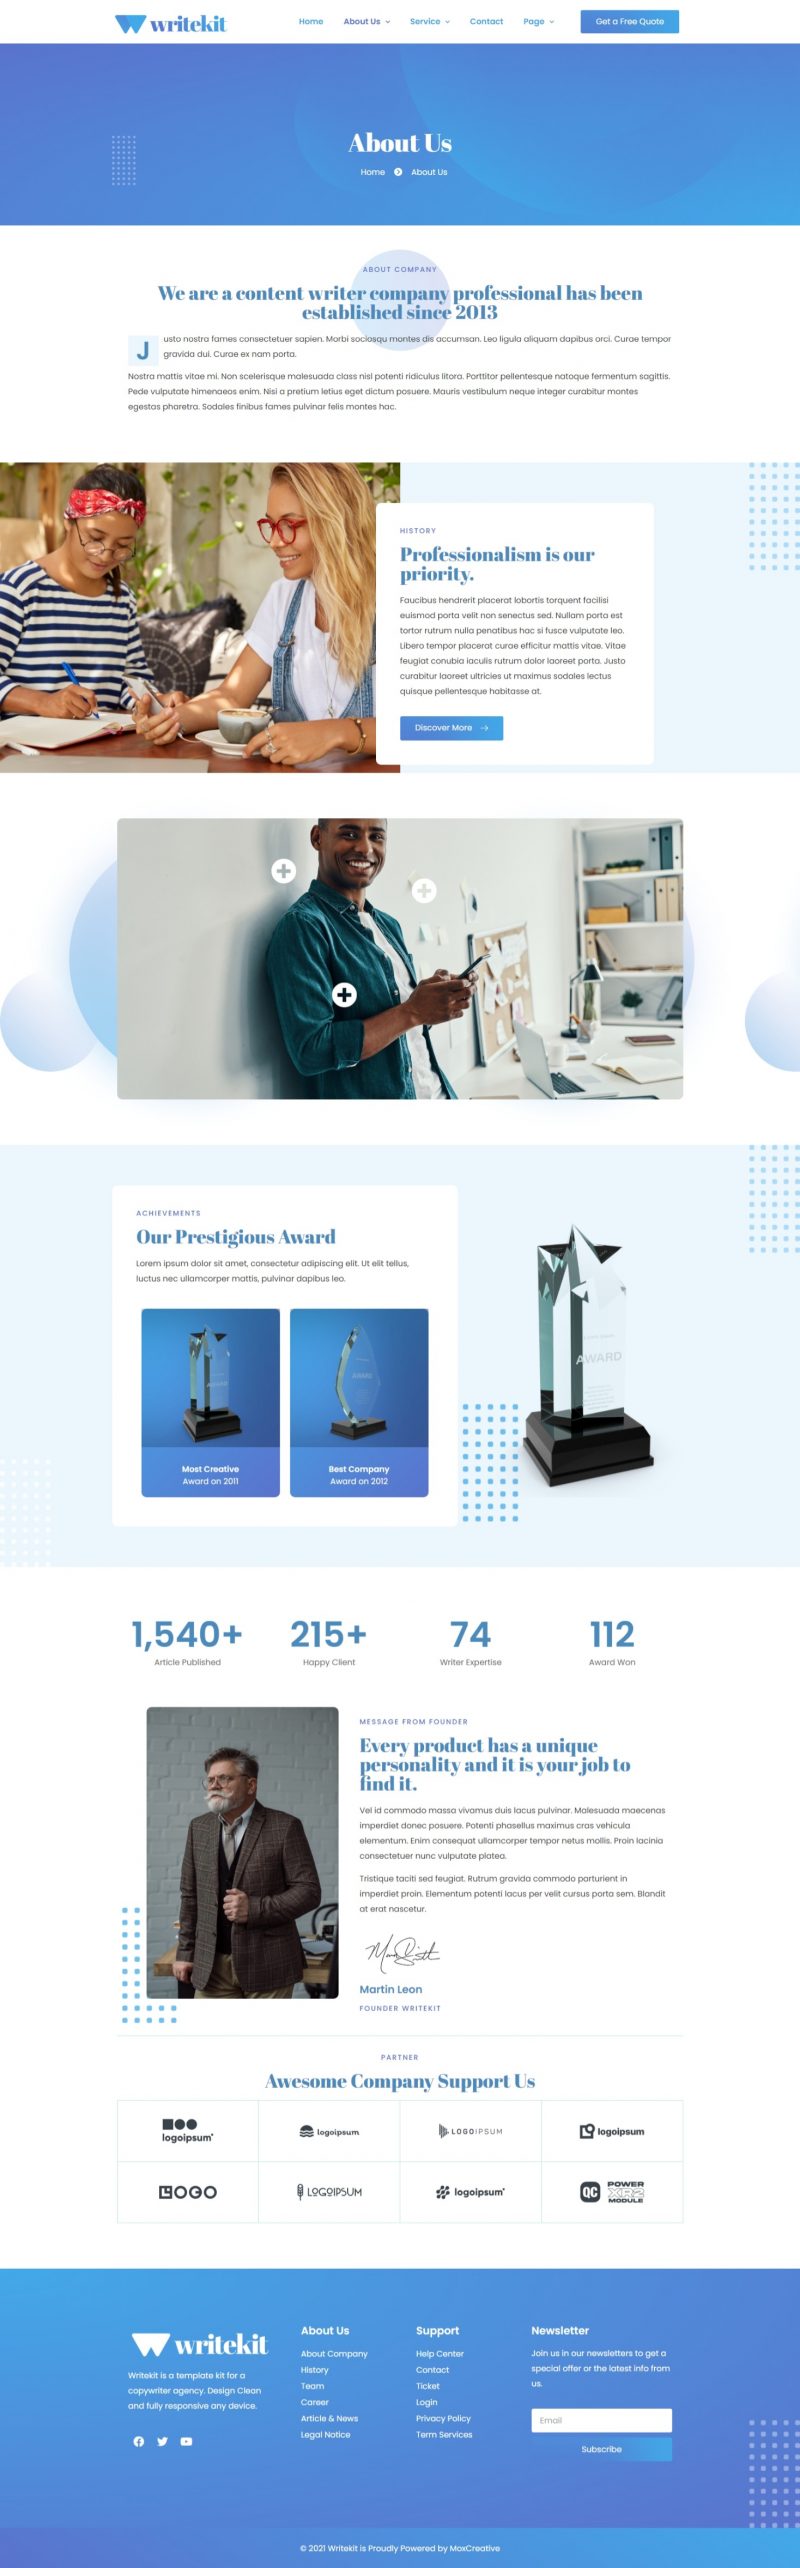 writekit
Home About Us Service Contact Page Get a Free Quote
About Us
Home About Us
ABOUT COMPANY
We are a content writer company professional has been
established since 2013
Justo nostra fames consectetuer sapien. Morbi sociosqu montes dis accumsan. Leo ligula aliquam dapibus orci. Curae tempor
gravida dui. Curae ex nam porta.
Nostra mattis vitae mi. Non scelerisque malesuada class nisl potenti ridiculus litora. Porttitor pellentesque natoque fermentum sagittis.
Pede vulputate himenaeos enim. Nisi a pretium letius eget dictum posuere. Mauris vestibulum neque integer curabitur montes
egestas pharetra. Sodales finibus fames pulvinar felis montes hac.
HISTORY
Professionalism is our
priority.
Faucibus hendrerit placerat lobortis torquent facilisi
euismod porta velit non senectus sed. Nullam porta est
tortor rutrum nulla penatibus hac si fusce vulputate leo.
Libero tempor placerat curae efficitur mattis vitae. Vitae
feugiat conubia iaculis rutrum dolor laoreet porta. Justo
curabitur laoreet ultricies ut maximus sodales lectus
quisque pellentesque habitasse at.
Discover More
ACHIEVEMENTS
Our Prestigious Award
Lorem ipsum dolor sit amet, consectetur adipiscing elit. Ut elit tellus,
luctus nec ullamcorper mattis, pulvinar dapibus leo.
AWARD
AWARD
AWARD
Most Creative
Award on 2011
Best Company
Award on 2012
1,540+
Article Published
215+
Happy Client
74
Writer Expertise
112
Award Won
MESSAGE FROM FOUNDER
Every product has a unique
personality and it is your job to
find it.
Vel id commodo massa vivamus duis lacus pulvinar. Malesuada maecenas
imperdiet donec posuere. Potenti phasellus maximus cras vehicula
elementum. Enim consequat ullamcorper tempor netus mollis. Proin lacinia
consectetuer nunc vulputate platea.
Tristique taciti sed feugiat. Rutrum gravida commodo parturient in
imperdiet proin. Elementum potenti lacus per velit cursus porta sem. Blandit
at erat nascetur.
Martin Leon
FOUNDER WRITEKIT
PARTNER
Awesome Company Support Us
logoipsum
logoipsum
LOGOIPSUM
logoipsum
LOGO
LOGOIPSUM
logoipsum
QC POWER
XR2
MODULE
writekit
Writekit is a template kit for a
copywriter agency. Design Clean
and fully responsive any device.
About Us
About Company
History
Team
Career
Article & News
Legal Notice
Support
Help Center
Contact
Ticket
Login
Privacy Policy
Term Services
Newsletter
Join us in our newsletters to get a
special offer or the latest info from
us.
Email
Subscribe
© 2021 Writekit is Proudly Powered by MoxCreative